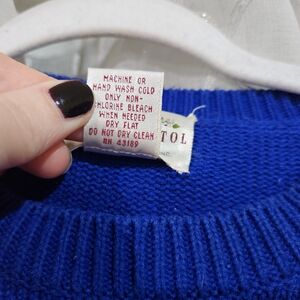 MACHINE OR
HAND WASH COLD
ONLY NON-
CHLORINE BLEACH
WHEN NEEDED
DRY FLAT
DO NOT DRY CLEAN
RN 43189
TOL